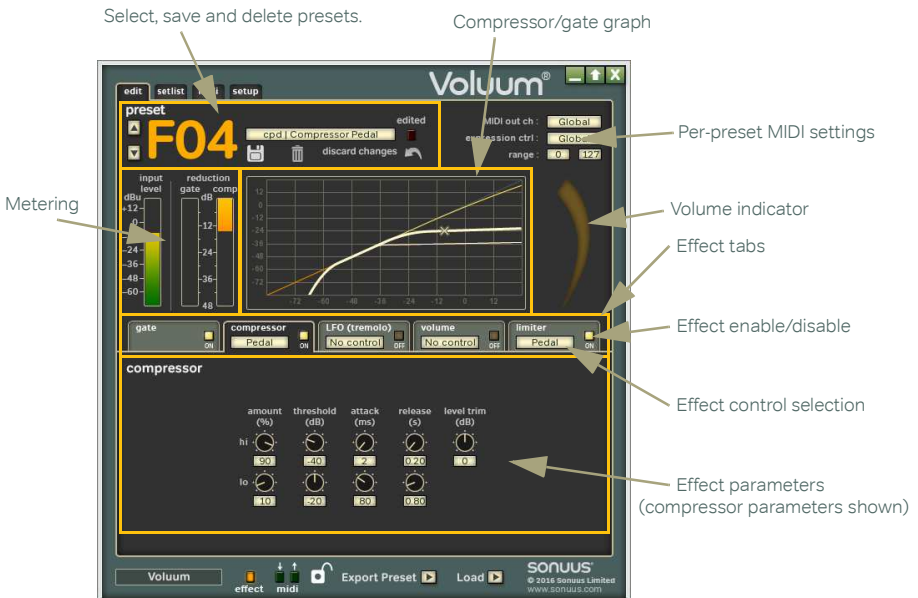 Select, save and delete presets.
Compressor/gate graph
Voluum®
edit setlist setup
preset
F04
edited
cpd | Compressor Pedal
discard changes
MIDI out ch : Global
expression ctrl : Global
range : 0 127
Per-preset MIDI settings
Metering
input level
reduction
gate comp
dBu
+12
0
-24
-36
-48
-60
dB
-12
-24
-36
48
12
0
-12
-24
-36
-48
-60
-72
-72 -60 -48 -36 -24 -12 0 12
Volume indicator
Effect tabs
gate ON
compressor Pedal ON
LFO (tremolo) No control OFF
volume No control OFF
limiter Pedal ON
Effect enable/disable
Effect control selection
compressor
amount (%) threshold (dB) attack (ms) release (s) level trim (dB)
hi 90 -40 2 0.20 0
lo 10 -20 80 0.80
Effect parameters
(compressor parameters shown)
Voluum
effect midi
Export Preset
Load
sonuus®
© 2016 Sonuus Limited
www.sonuus.com